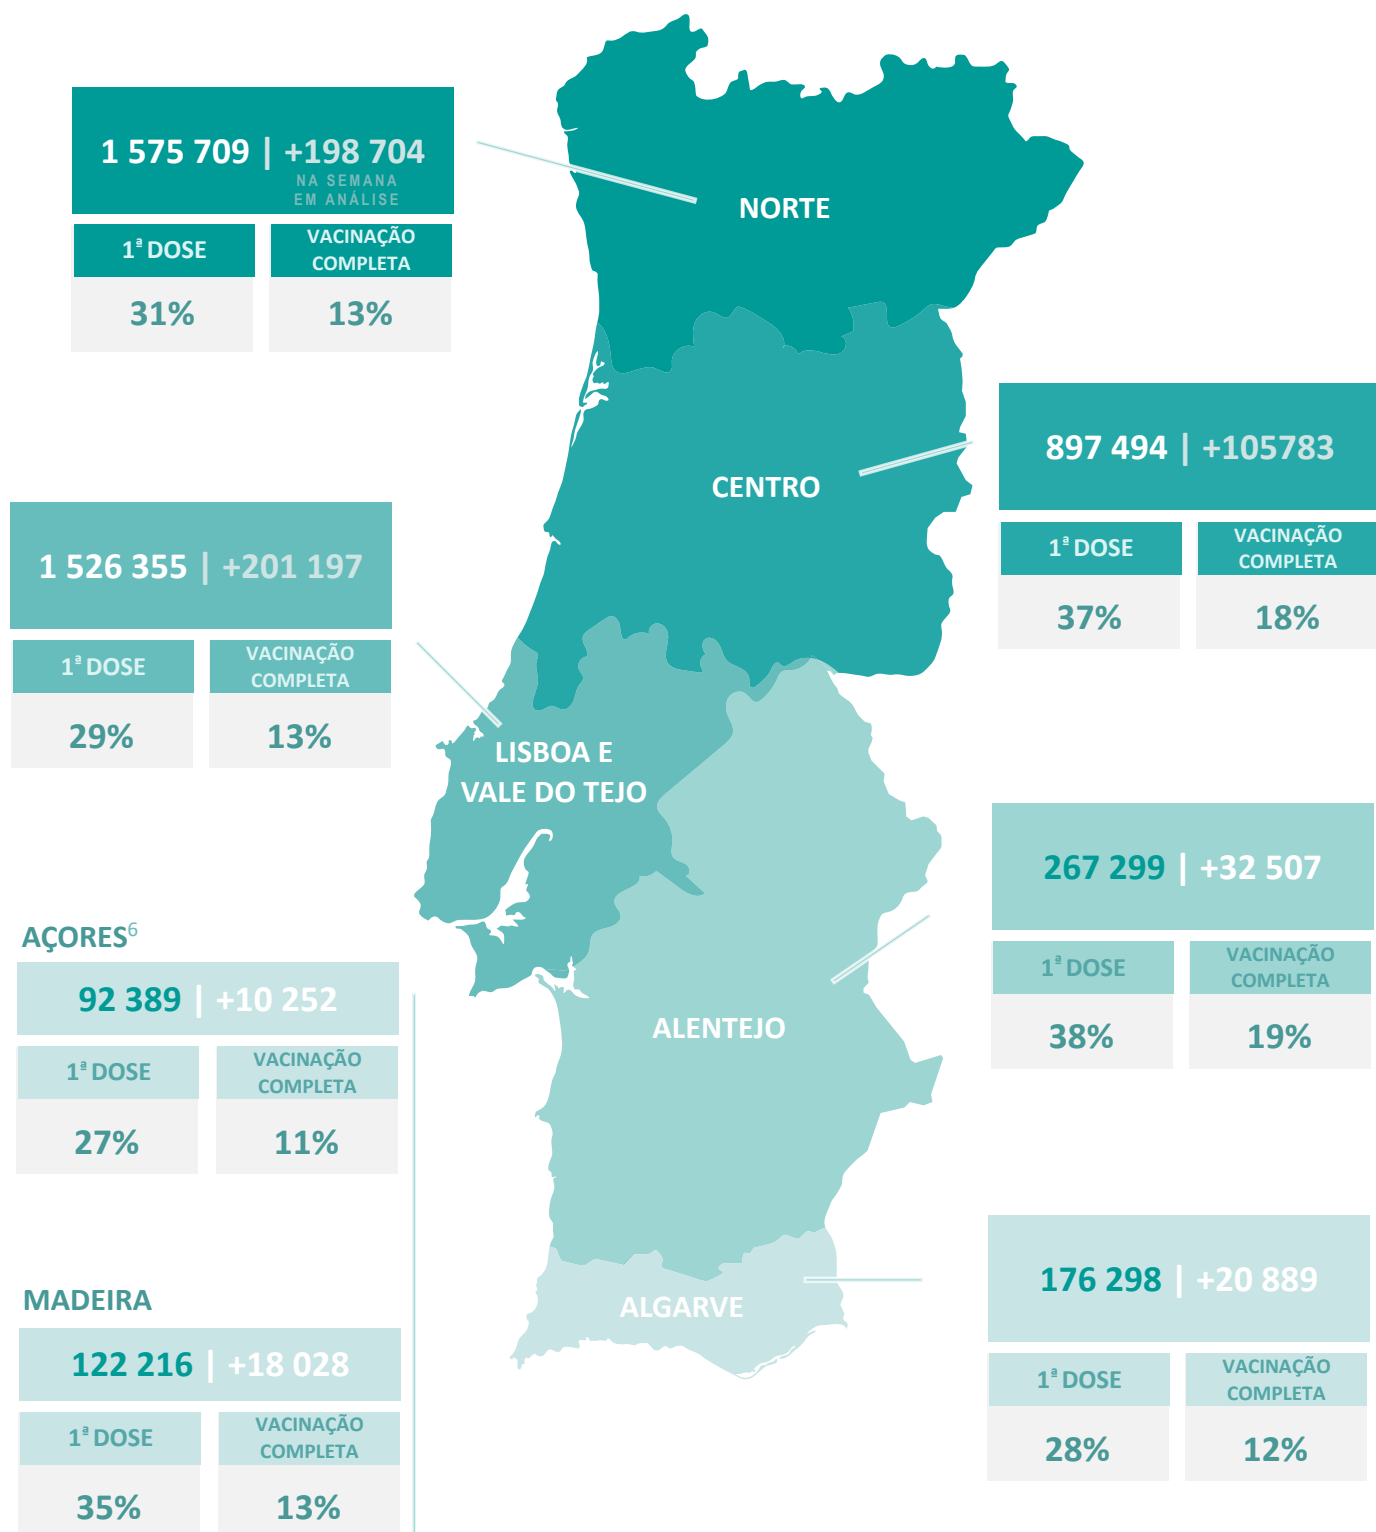 1 575 709 | +198 704
NA SEMANA
EM ANÁLISE
1ª DOSE
VACINAÇÃO
COMPLETA
31%
13%
NORTE
897 494 | +105783
1ª DOSE
VACINAÇÃO
COMPLETA
37%
18%
CENTRO
1 526 355 | +201 197
1ª DOSE
VACINAÇÃO
COMPLETA
29%
13%
LISBOA E
VALE DO TEJO
267 299 | +32 507
1ª DOSE
VACINAÇÃO
COMPLETA
38%
19%
ALENTEJO
AÇORES⁶
92 389 | +10 252
1ª DOSE
VACINAÇÃO
COMPLETA
27%
11%
176 298 | +20 889
1ª DOSE
VACINAÇÃO
COMPLETA
28%
12%
ALGARVE
MADEIRA
122 216 | +18 028
1ª DOSE
VACINAÇÃO
COMPLETA
35%
13%